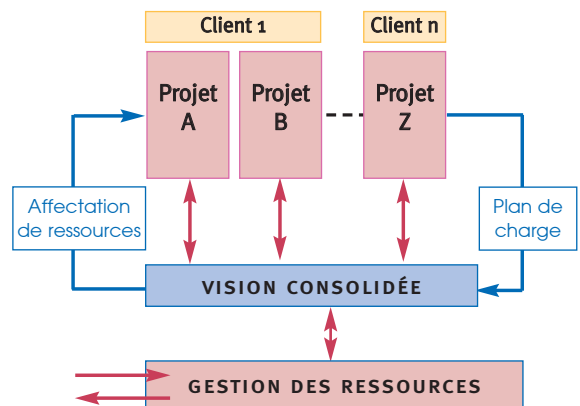 Client 1
Client n
Projet
A
Projet
B
Projet
Z
Affectation
de ressources
Plan de
charge
VISION CONSOLIDÉE
GESTION DES RESSOURCES